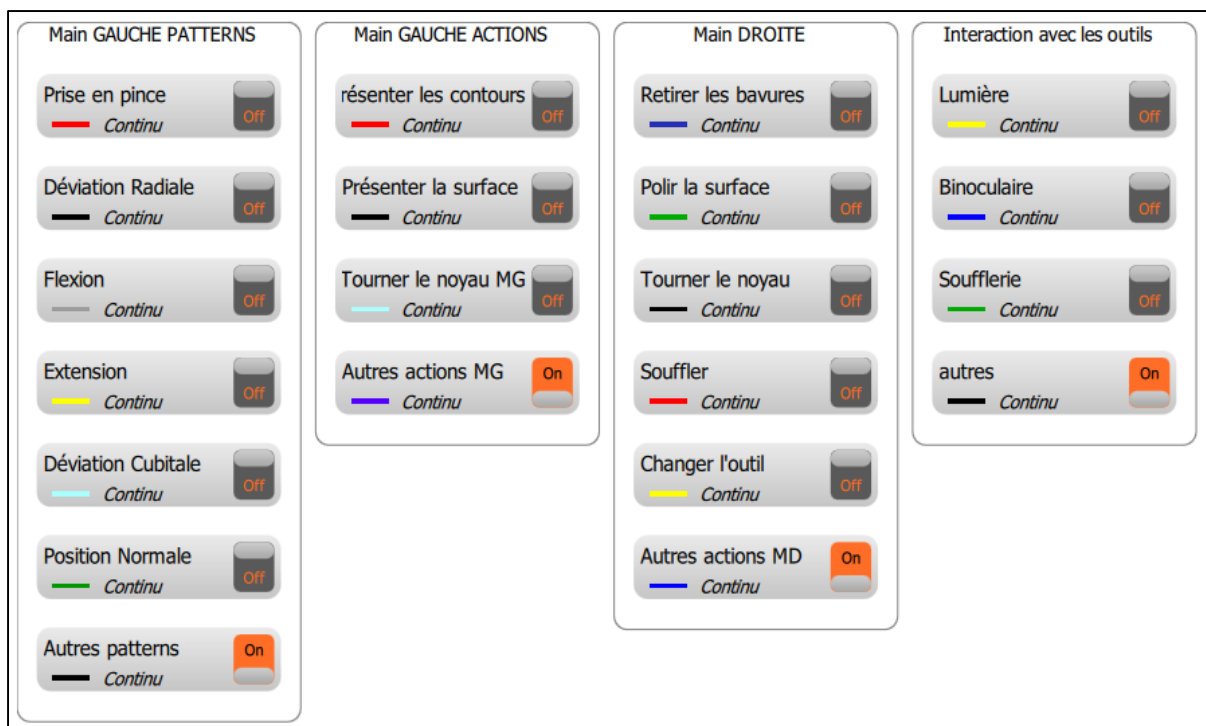 Main GAUCHE PATTERNS
Prise en pince
Off
Continu
Déviation Radiale
Off
Continu
Flexion
Off
Continu
Extension
Off
Continu
Déviation Cubitale
Off
Continu
Position Normale
Off
Continu
Autres patterns
On
Continu
Main GAUCHE ACTIONS
résenter les contours
Off
Continu
Présenter la surface
Off
Continu
Tourner le noyau MG
Off
Continu
Autres actions MG
On
Continu
Main DROITE
Retirer les bavures
Off
Continu
Polir la surface
Off
Continu
Tourner le noyau
Off
Continu
Souffler
Off
Continu
Changer l'outil
Off
Continu
Autres actions MD
On
Continu
Interaction avec les outils
Lumière
Off
Continu
Binoculaire
Off
Continu
Soufflerie
Off
Continu
autres
On
Continu